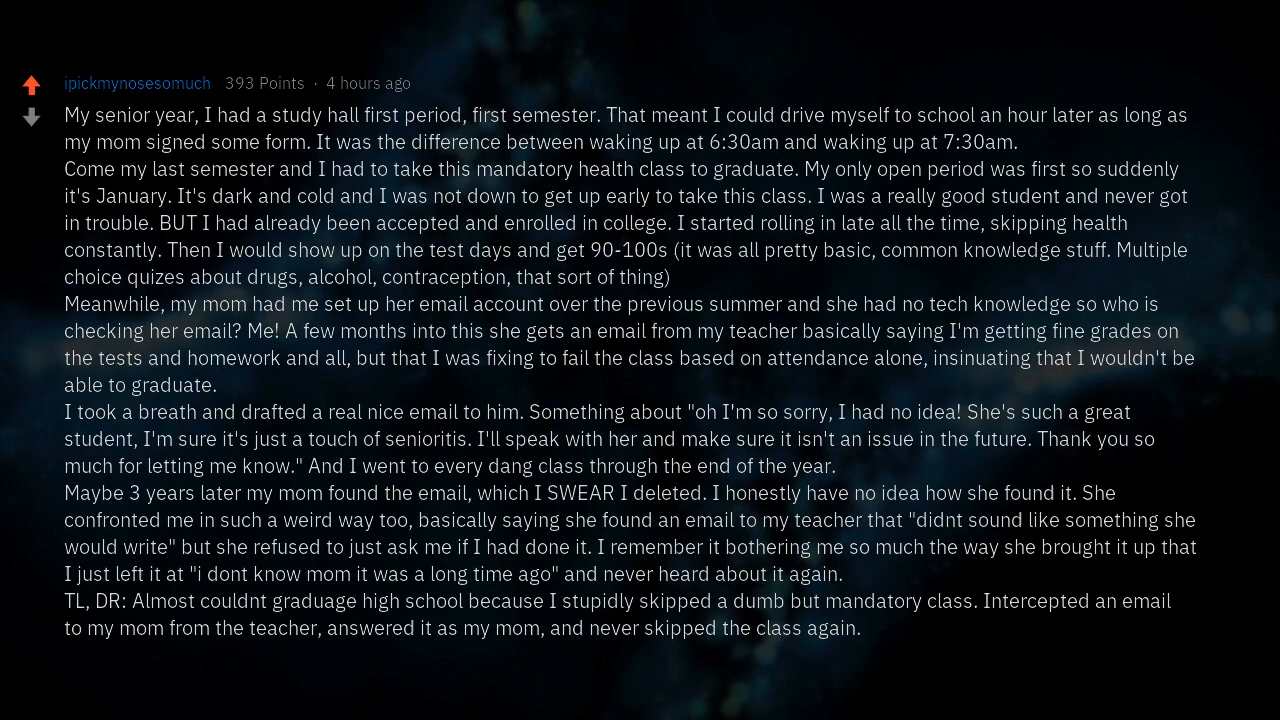 ipickmynosesomuch 393 Points · 4 hours ago
My senior year, I had a study hall first period, first semester. That meant I could drive myself to school an hour later as long as
my mom signed some form. It was the difference between waking up at 6:30am and waking up at 7:30am.
Come my last semester and I had to take this mandatory health class to graduate. My only open period was first so suddenly
it's January. It's dark and cold and I was not down to get up early to take this class. I was a really good student and never got
in trouble. BUT I had already been accepted and enrolled in college. I started rolling in late all the time, skipping health
constantly. Then I would show up on the test days and get 90-100s (it was all pretty basic, common knowledge stuff. Multiple
choice quizes about drugs, alcohol, contraception, that sort of thing)
Meanwhile, my mom had me set up her email account over the previous summer and she had no tech knowledge so who is
checking her email? Me! A few months into this she gets an email from my teacher basically saying I'm getting fine grades on
the tests and homework and all, but that I was fixing to fail the class based on attendance alone, insinuating that I wouldn't be
able to graduate.
I took a breath and drafted a real nice email to him. Something about "oh I'm so sorry, I had no idea! She's such a great
student, I'm sure it's just a touch of senioritis. I'll speak with her and make sure it isn't an issue in the future. Thank you so
much for letting me know." And I went to every dang class through the end of the year.
Maybe 3 years later my mom found the email, which I SWEAR I deleted. I honestly have no idea how she found it. She
confronted me in such a weird way too, basically saying she found an email to my teacher that "didnt sound like something she
would write" but she refused to just ask me if I had done it. I remember it bothering me so much the way she brought it up that
I just left it at "i dont know mom it was a long time ago" and never heard about it again.
TL, DR: Almost couldnt graduage high school because I stupidly skipped a dumb but mandatory class. Intercepted an email
to my mom from the teacher, answered it as my mom, and never skipped the class again.